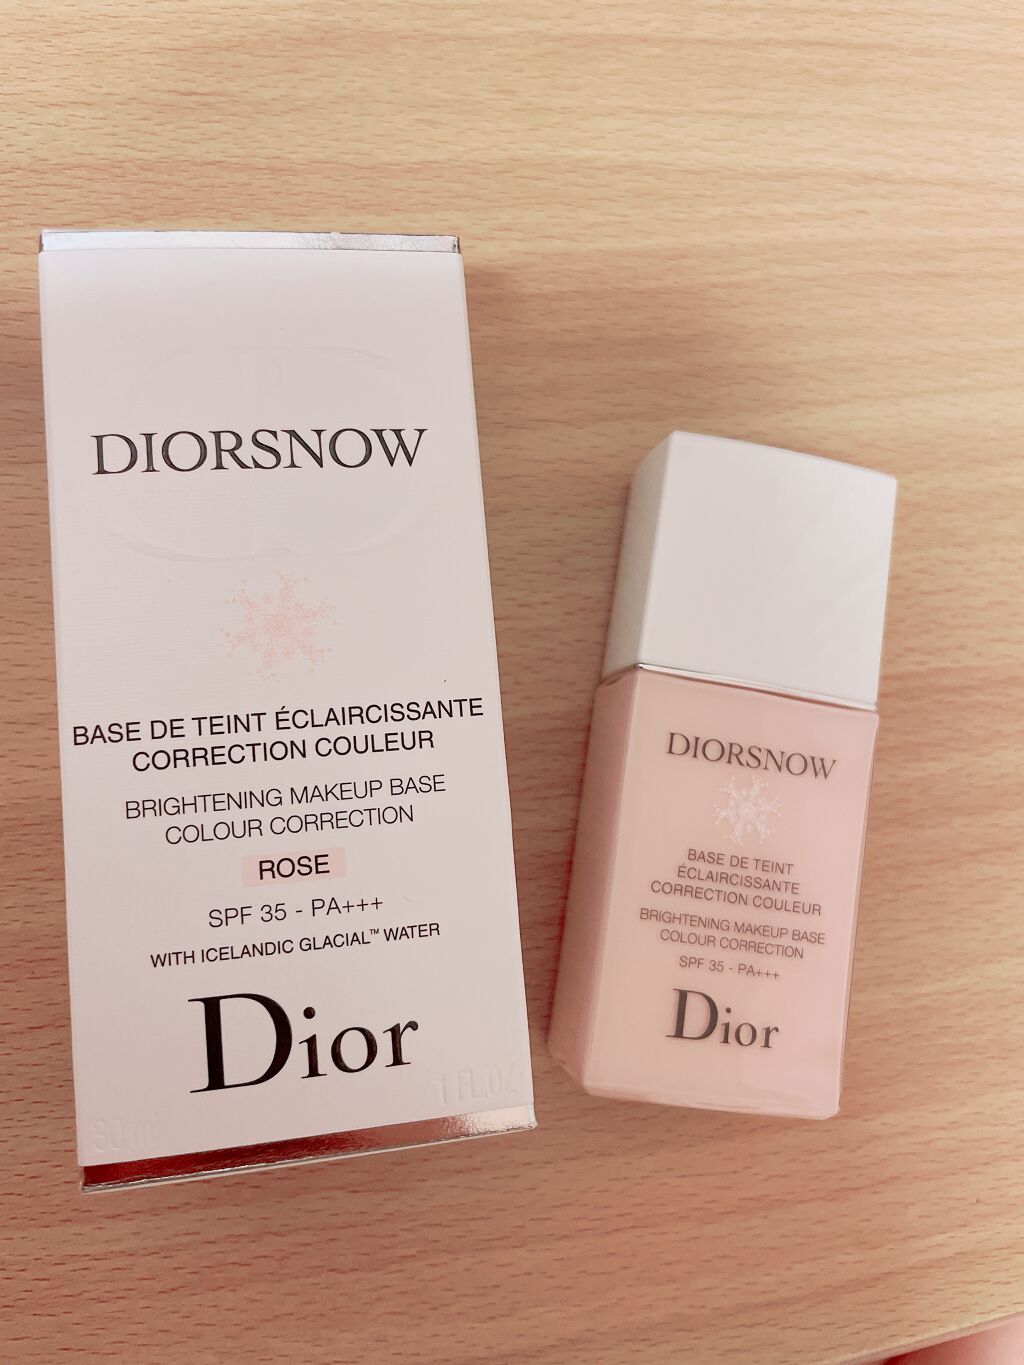 DIORSNOW
BASE DE TEINT ÉCLAIRCISSANTE
CORRECTION COULEUR
BRIGHTENING MAKEUP BASE
COLOUR CORRECTION
ROSE
SPF 35 - PA+++
WITH ICELANDIC GLACIAL™ WATER
Dior
30 ml
1 FL.OZ.
DIORSNOW
BASE DE TEINT
ÉCLAIRCISSANTE
CORRECTION COULEUR
BRIGHTENING MAKEUP BASE
COLOUR CORRECTION
SPF 35 - PA+++
Dior